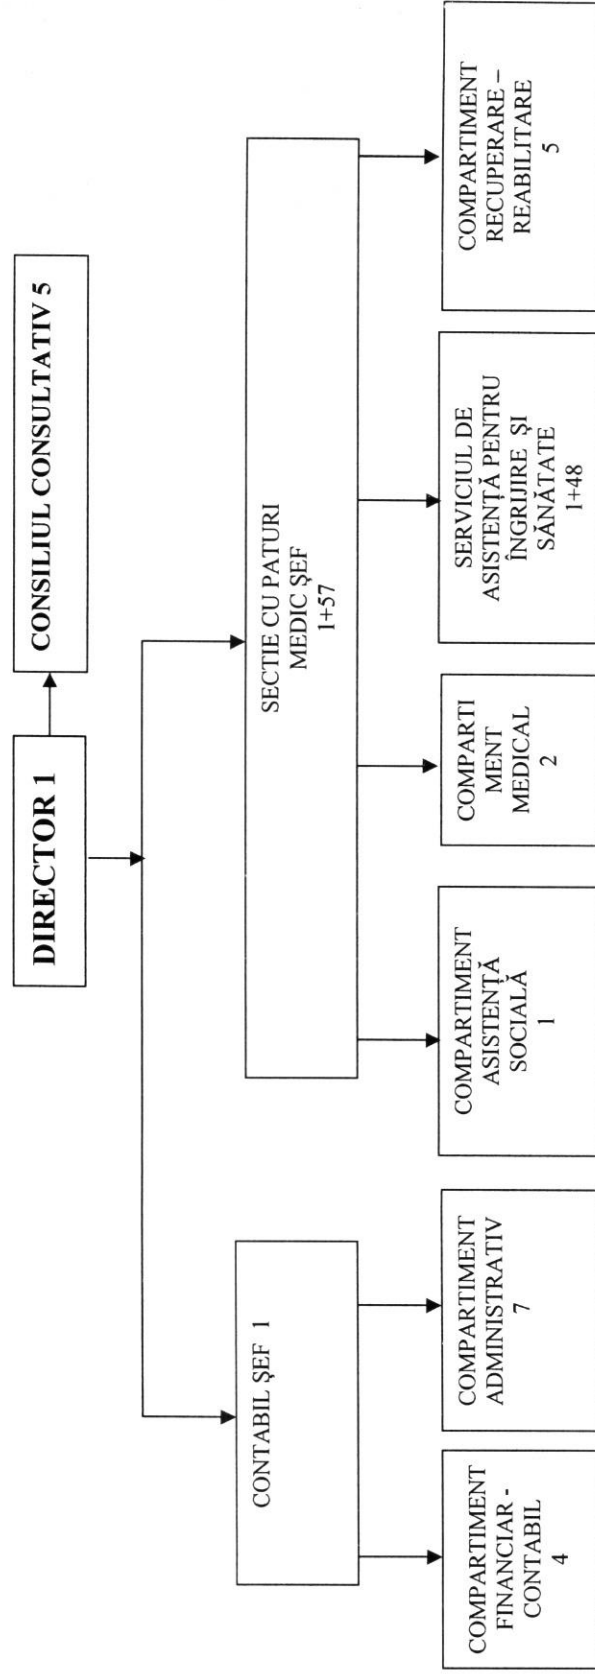 CONSILIUL CONSULTATIV 5
DIRECTOR 1
SECTIE CU PATURI
MEDIC ŞEF
1+57
CONTABIL ŞEF 1
COMPARTIMENT
FINANCIAR -
CONTABIL
4
COMPARTIMENT
ADMINISTRATIV
7
COMPARTIMENT
ASISTENŢĂ
SOCIALĂ
1
COMPARTI
MENT
MEDICAL
2
SERVICIUL DE
ASISTENŢĂ PENTRU
ÎNGRIJIRE ŞI
SĂNĂTATE
1+48
COMPARTIMENT
RECUPERARE –
REABILITARE
5